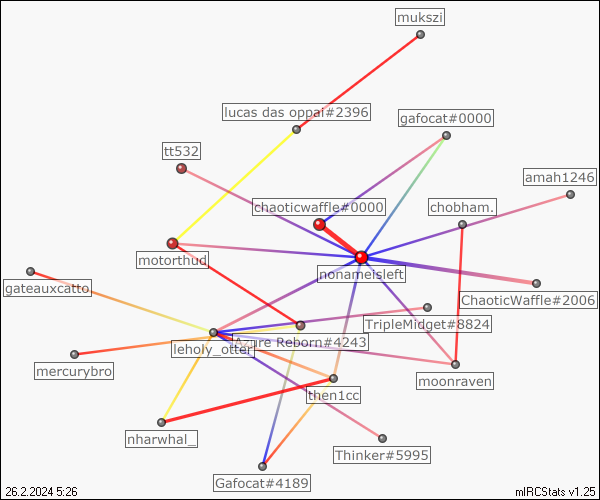 mukszi
lucas das oppai#2396
gafocat#0000
tt532
amah1246
chaoticwaffle#0000
chobham.
motorthud
nonameisleft
gateauxcatto
ChaoticWaffle#2006
TripleMidget#8824
Azure Reborn#4243
leholy_otter
mercurybro
moonraven
then1cc
nharwhal_
Thinker#5995
Gafocat#4189
26.2.2024 5:26
mIRCStats v1.25